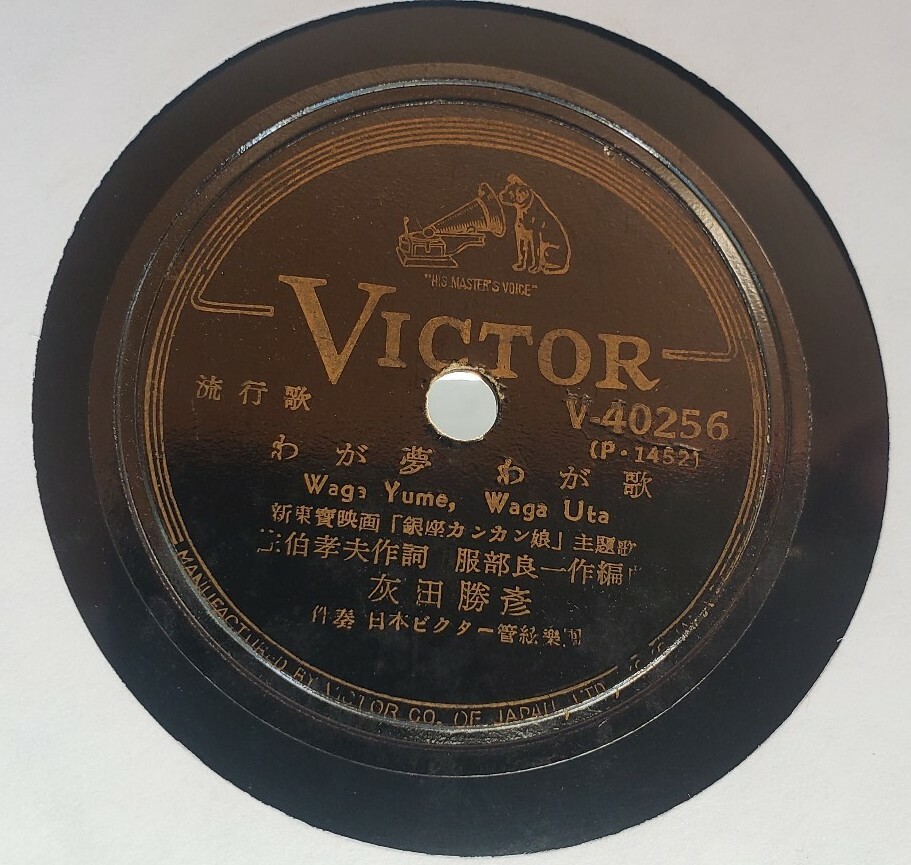 "HIS MASTER'S VOICE"
VICTOR
流行歌
V-40256
(P・1452)
わが夢 わが歌
Waga Yume, Waga Uta
新東寶映画「銀座カンカン娘」主題歌
伯孝夫作詞 服部良一作編
灰田勝彥
伴奏 日本ビクター管絃樂團
MANUFACTURED BY VICTOR CO. OF JAPAN, LTD.